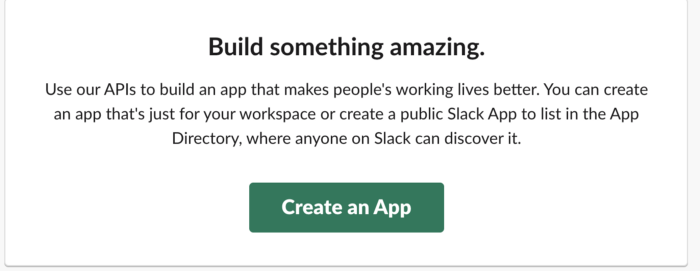 Build something amazing.
Use our APIs to build an app that makes people's working lives better. You can create
an app that's just for your workspace or create a public Slack App to list in the App
Directory, where anyone on Slack can discover it.
Create an App